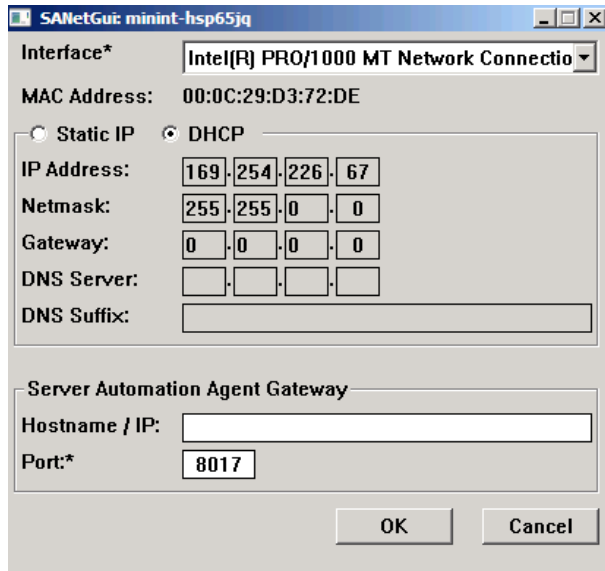 SANetGui: minint-hsp65jq
Interface* Intel(R) PRO/1000 MT Network Connectio
MAC Address: 00:0C:29:D3:72:DE
Static IP DHCP
IP Address: 169.254.226.67
Netmask: 255.255.0.0
Gateway: 0.0.0.0
DNS Server: . . .
DNS Suffix:
Server Automation Agent Gateway
Hostname / IP:
Port:* 8017
OK Cancel